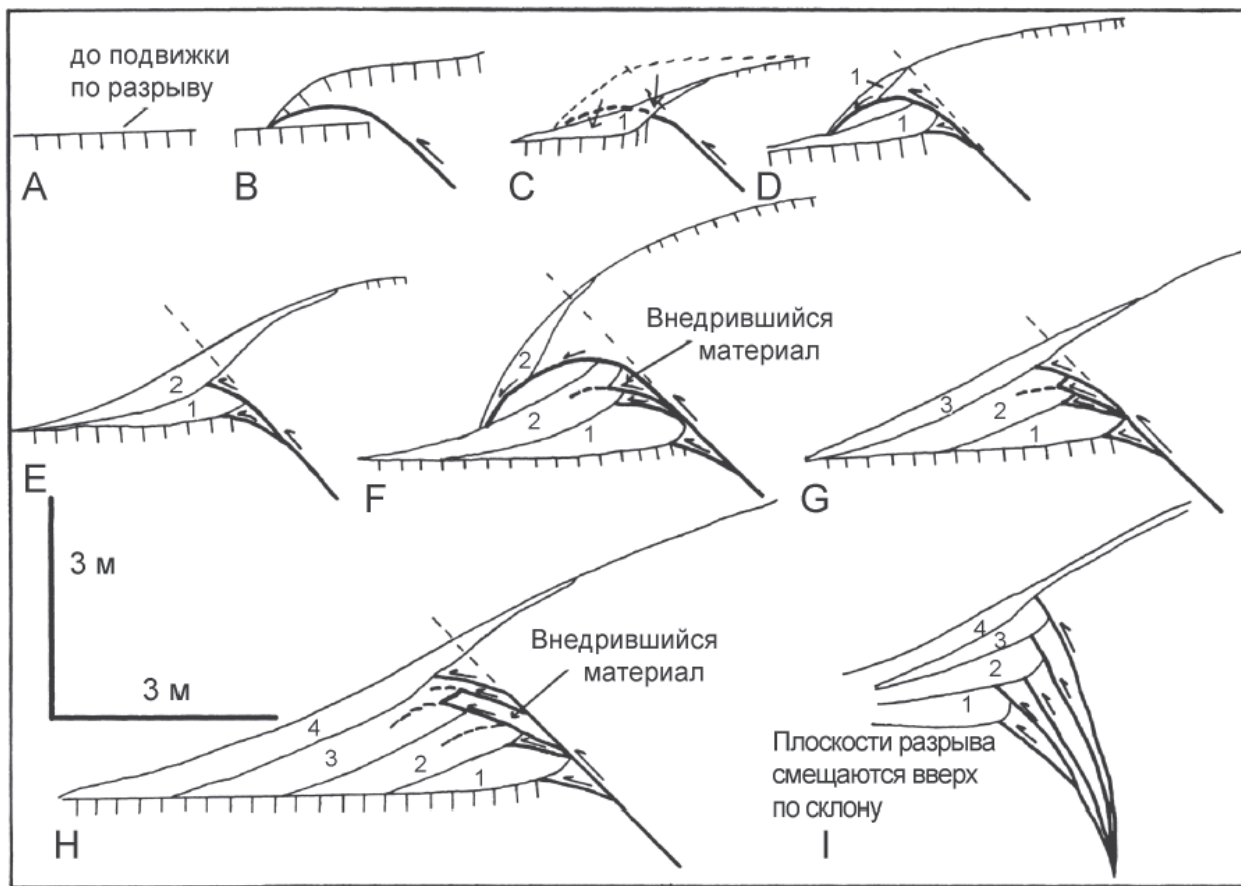 до подвижки
по разрыву
A
B
1
C
1
1
D
2
1
E
Внедрившийся
материал
2
2
1
F
3
2
1
G
3 м
3 м
Внедрившийся
материал
4
3
2
1
H
4
3
2
1
Плоскости разрыва
смещаются вверх
по склону
I